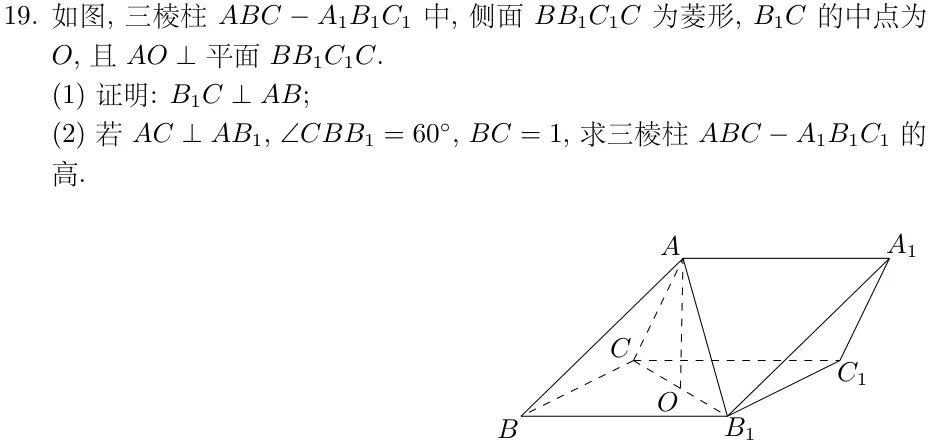 19. 如图, 三棱柱 ABC − A₁B₁C₁ 中, 侧面 BB₁C₁C 为菱形, B₁C 的中点为
O, 且 AO ⊥ 平面 BB₁C₁C.
(1) 证明: B₁C ⊥ AB;
(2) 若 AC ⊥ AB₁, ∠CBB₁ = 60°, BC = 1, 求三棱柱 ABC − A₁B₁C₁ 的
高.
A
A₁
C
C₁
O
B
B₁